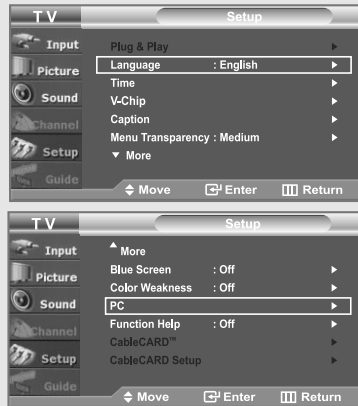 TV Setup
Input
Plug & Play
Picture
Language : English
Time
Sound
V-Chip
Channel
Caption
Setup
Menu Transparency : Medium
▼ More
Guide
Move Enter Return
TV Setup
Input
▲ More
Blue Screen : Off
Picture
Color Weakness : Off
PC
Sound
Function Help : Off
Channel
CableCARD™
Setup
CableCARD Setup
Guide
Move Enter Return